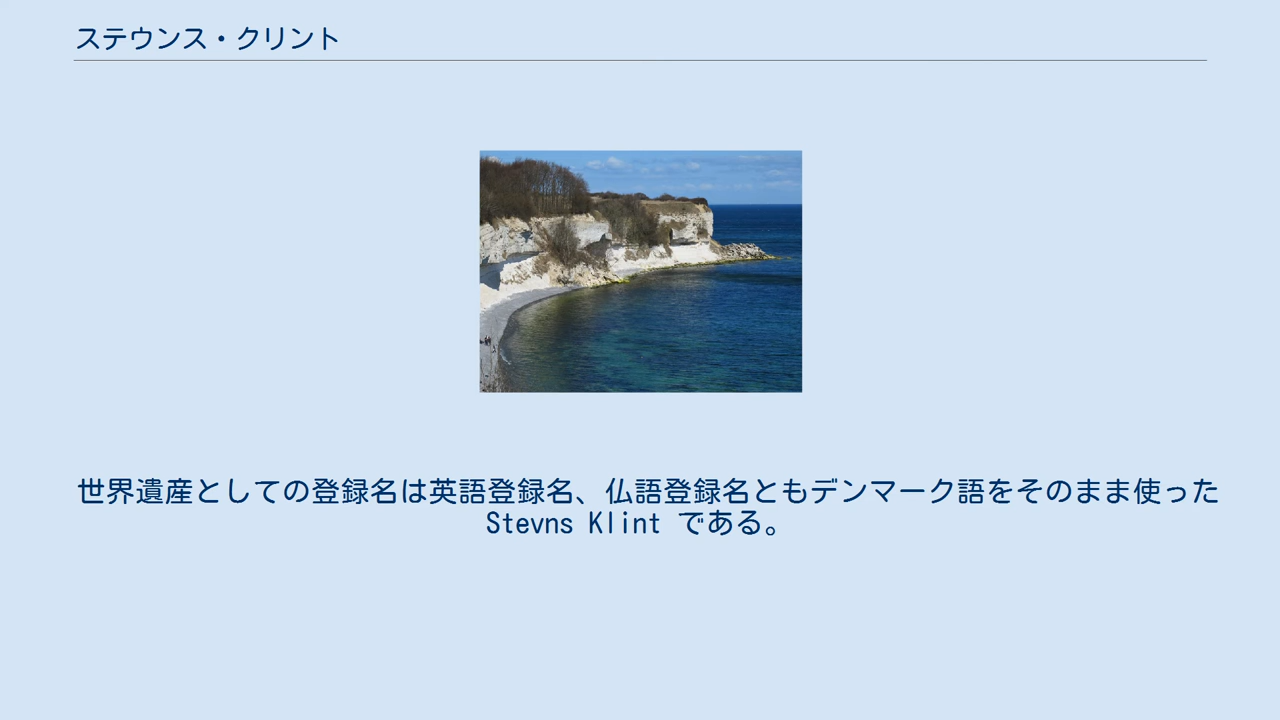 ステウンス・クリント
世界遺産としての登録名は英語登録名、仏語登録名ともデンマーク語をそのまま使った
Stevns Klint である。